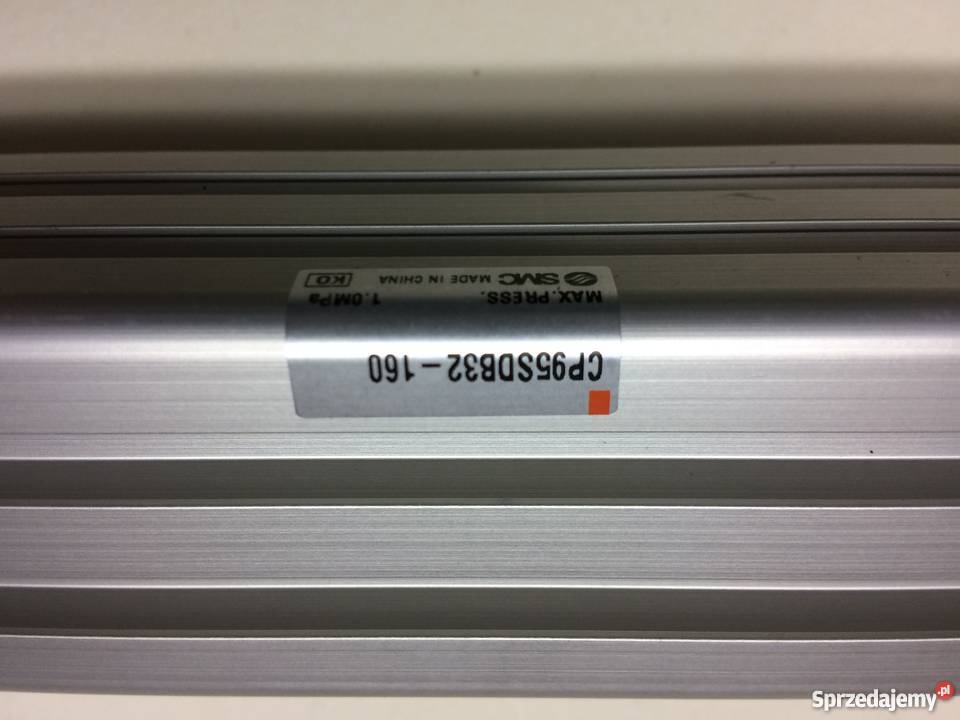 CP95SDB32-160
MAX.PRESS. 1.0MPa
SMC MADE IN CHINA KO
Sprzedajemy.pl